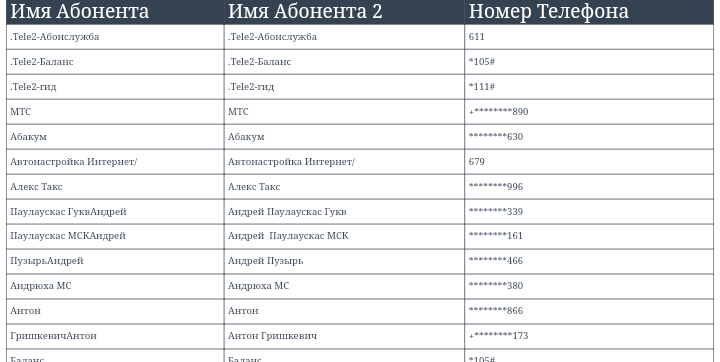 Имя Абонента Имя Абонента 2 Номер Телефона
.Tele2-Абонслужба .Tele2-Абонслужба 611
.Tele2-Баланс .Tele2-Баланс *105#
.Tele2-гид .Tele2-гид *111#
МТС МТС +********890
Абакум Абакум ********630
Автонастройка Интернет/ Автонастройка Интернет/ 679
Алекс Такс Алекс Такс ********996
Паулаускас ГуквАндрей Андрей Паулаускас Гукв ********339
Паулаускас МСКАндрей Андрей  Паулаускас МСК ********161
ПузырьАндрей Андрей Пузырь ********466
Андрюха МС Андрюха МС ********380
Антон Антон ********866
ГришкевичАнтон Антон Гришкевич +********173
Баланс Баланс *105#